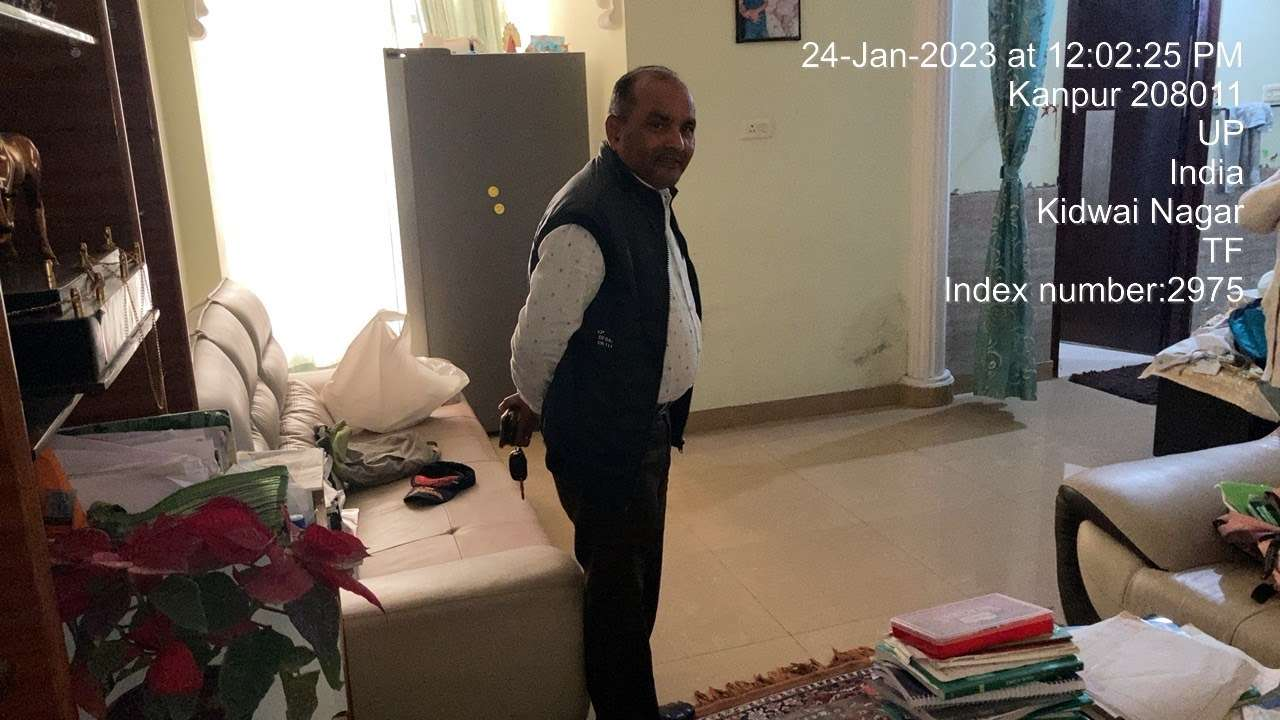 24-Jan-2023 at 12:02:25 PM
Kanpur 208011
UP
India
Kidwai Nagar
TF
Index number:2975